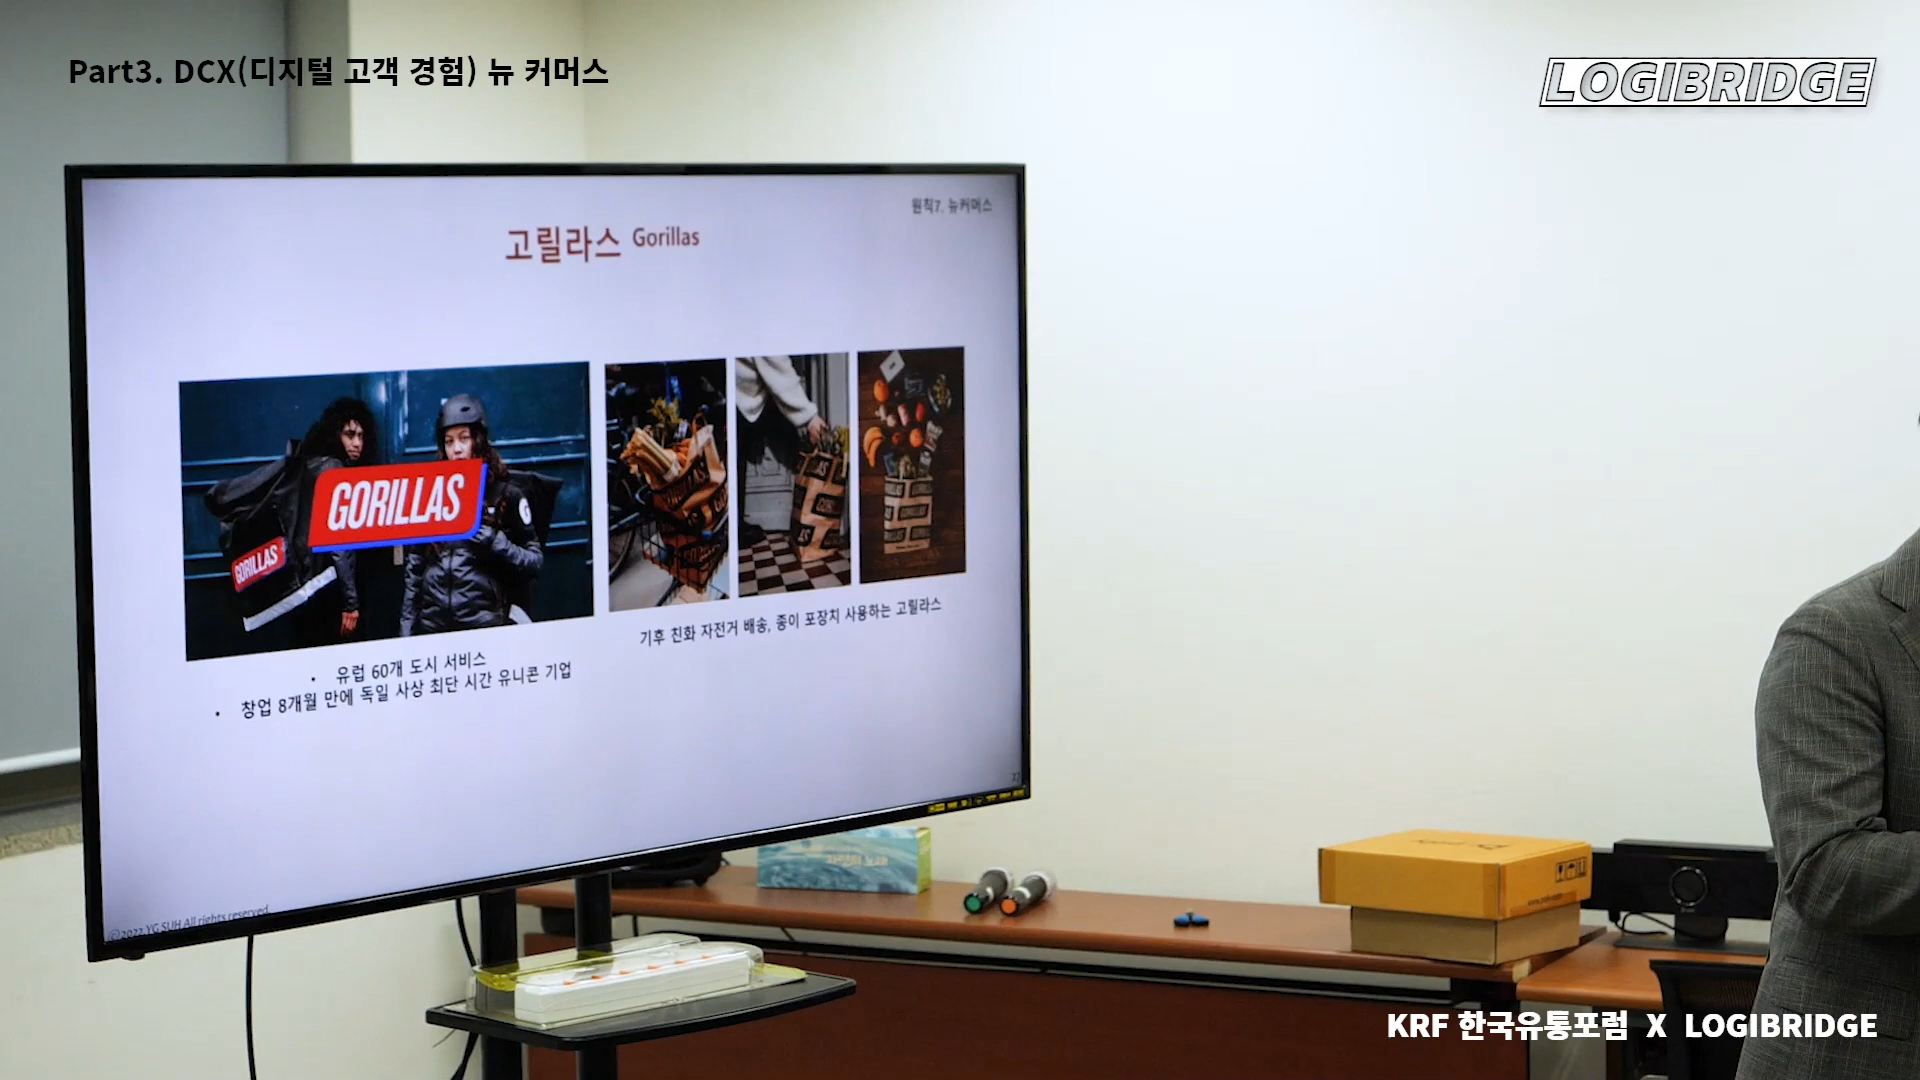 Part3. DCX(디지털 고객 경험) 뉴 커머스
LOGIBRIDGE
원칙7. 뉴커머스
고릴라스 Gorillas
GORILLAS
GORILLAS
기후 친화 자전거 배송, 종이 포장치 사용하는 고릴라스
• 유럽 60개 도시 서비스
• 창업 8개월 만에 독일 사상 최단 시간 유니콘 기업
©2022.YG SUH All rights reserved
KRF 한국유통포럼 X LOGIBRIDGE